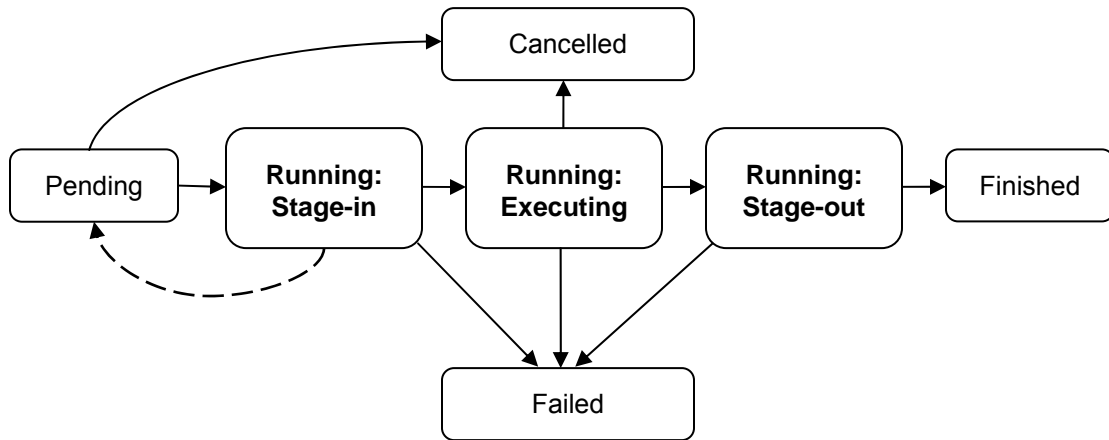 Cancelled
Pending
Running:
Stage-in
Running:
Executing
Running:
Stage-out
Finished
Failed